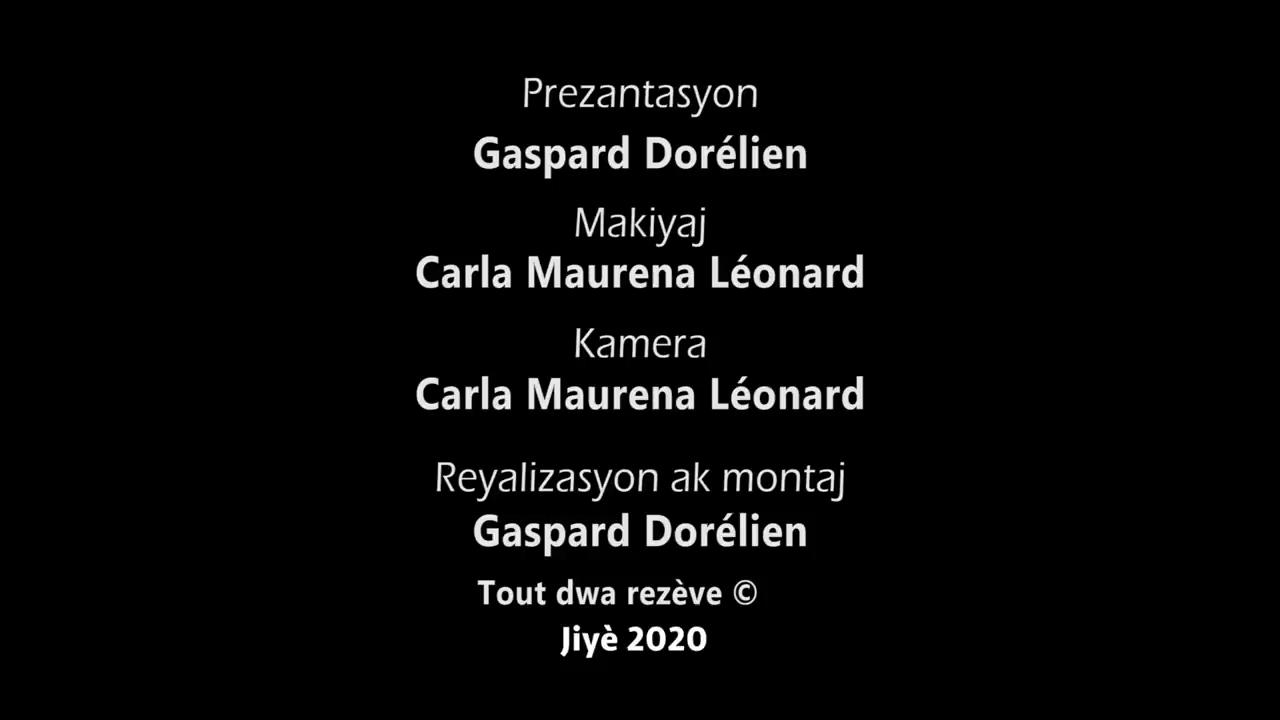 Prezantasyon
Gaspard Dorélien
Makiyaj
Carla Maurena Léonard
Kamera
Carla Maurena Léonard
Reyalizasyon ak montaj
Gaspard Dorélien
Tout dwa rezève ©
Jiyè 2020